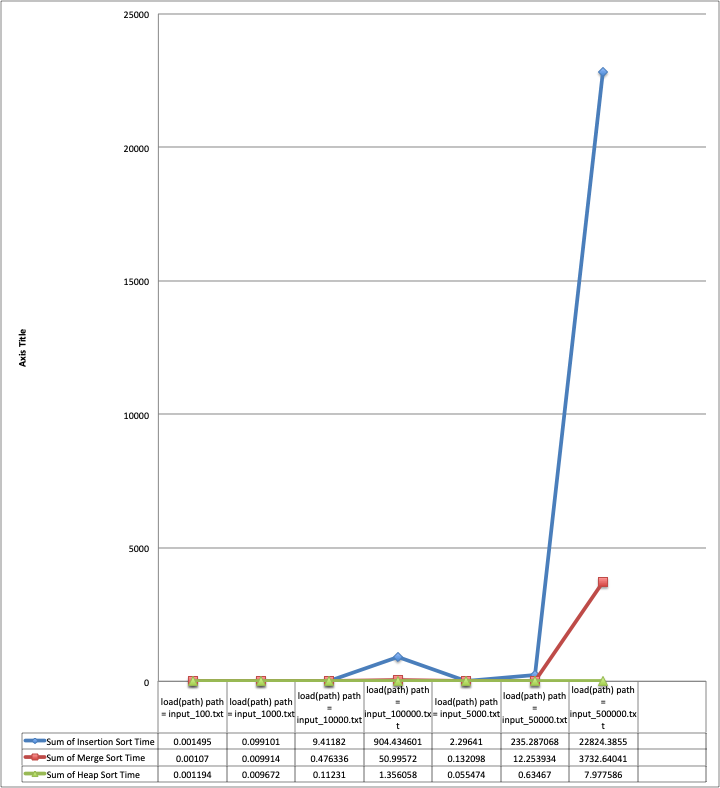 25000
20000
15000
10000
5000
0
Axis Title
load(path) path
= input_100.txt
load(path) path
= input_1000.txt
load(path) path
=
input_10000.txt
load(path) path
=
input_100000.tx
t
load(path) path
= input_5000.txt
load(path) path
=
input_50000.txt
load(path) path
=
input_500000.tx
t
Sum of Insertion Sort Time 0.001495 0.099101 9.41182 904.434601 2.29641 235.287068 22824.3855
Sum of Merge Sort Time 0.00107 0.009914 0.476336 50.99572 0.132098 12.253934 3732.64041
Sum of Heap Sort Time 0.001194 0.009672 0.11231 1.356058 0.055474 0.63467 7.977586